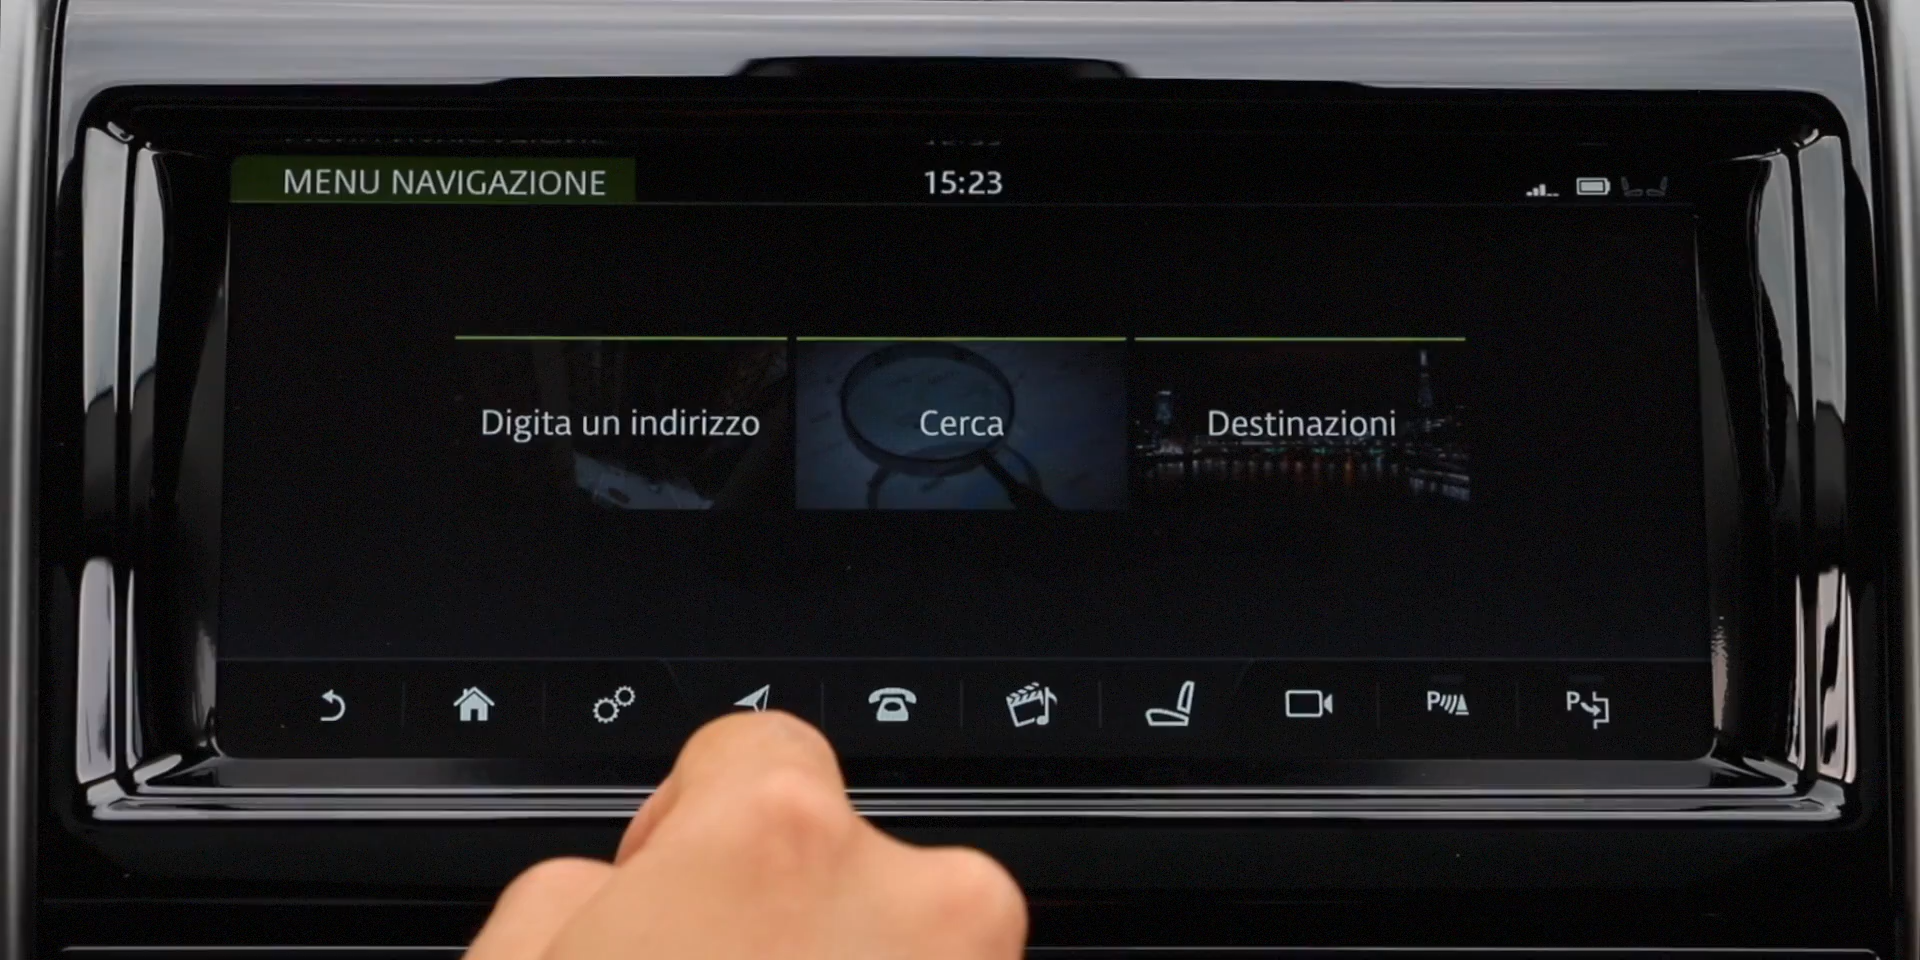 MENU NAVIGAZIONE
15:23
Digita un indirizzo
Cerca
Destinazioni
P
P